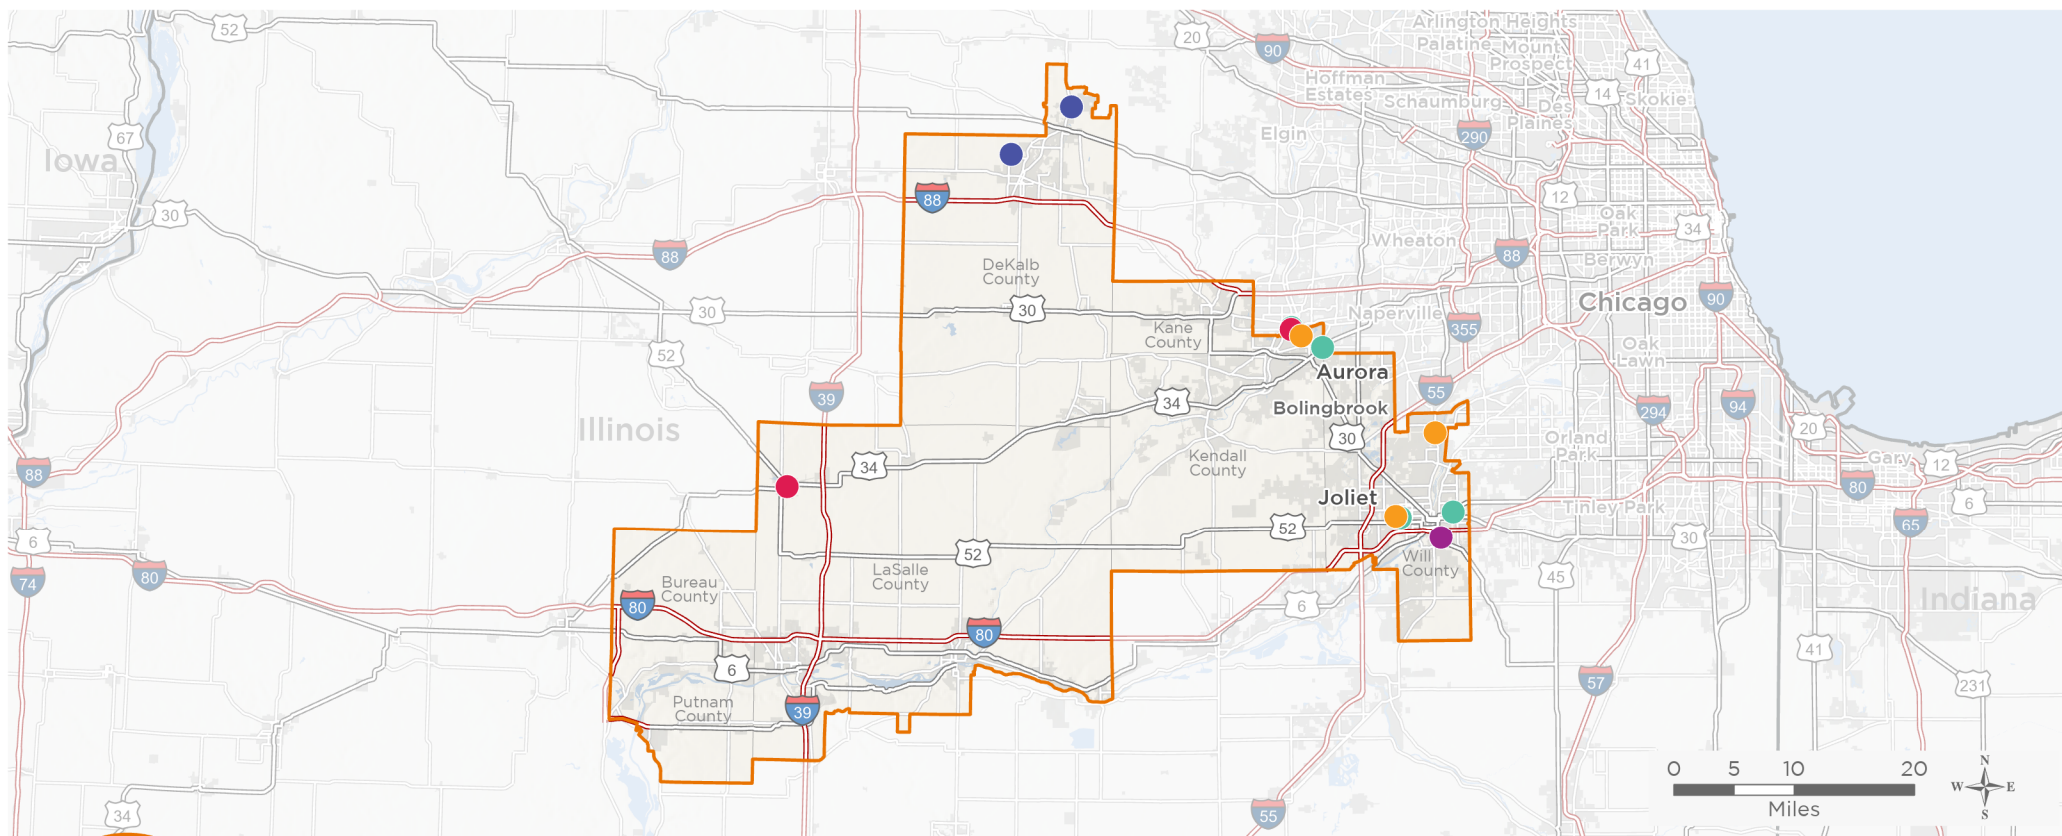 52
20
90
Arlington Heights
Palatine
Mount
Prospect
41
Hoffman
Estates
Schaumburg
14
Skokie
Des
Plaines
67
Elgin
290
Iowa
88
12
30
Oak
Park
34
Wheaton
88
88
Berwyn
DeKalb
County
30
30
Chicago
90
Kane
County
Naperville
355
52
Oak
Lawn
Aurora
39
34
55
Bolingbrook
294
94
Illinois
30
20
34
Kendall
County
Orland
Park
Gary
12
88
80
Joliet
Tinley Park
6
52
65
6
52
30
74
80
Will
County
LaSalle
County
45
Bureau
County
80
6
Indiana
80
41
6
57
231
Putnam
County
39
34
55
0
5
10
20
Miles
N
W
E
S